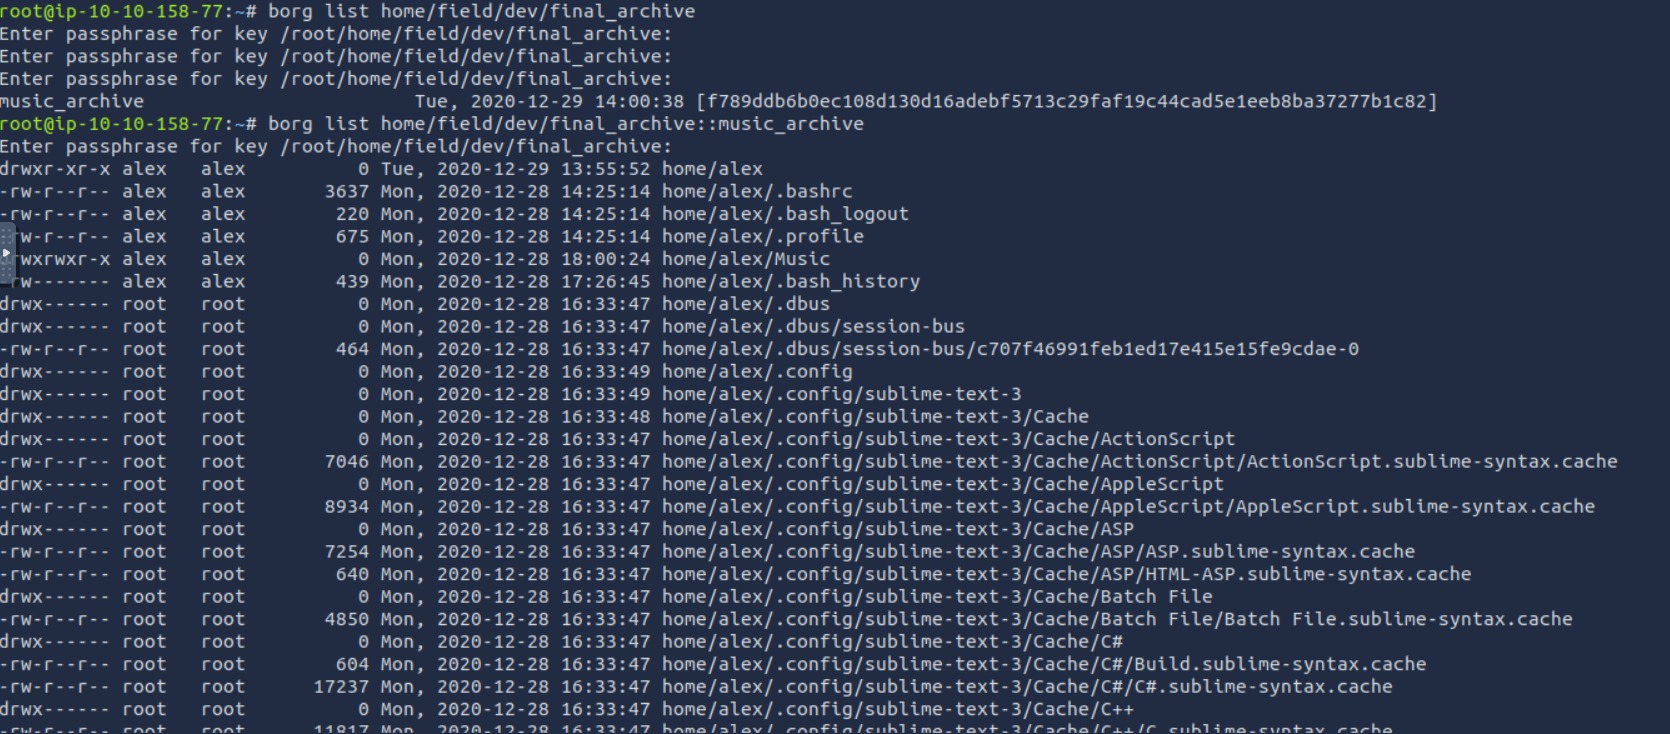 root@ip-10-10-158-77:~# borg list home/field/dev/final_archive
Enter passphrase for key /root/home/field/dev/final_archive:
Enter passphrase for key /root/home/field/dev/final_archive:
Enter passphrase for key /root/home/field/dev/final_archive:
music_archive Tue, 2020-12-29 14:00:38 [f789ddb6b0ec108d130d16adebf5713c29faf19c44cad5e1eeb8ba37277b1c82]
root@ip-10-10-158-77:~# borg list home/field/dev/final_archive::music_archive
Enter passphrase for key /root/home/field/dev/final_archive:
drwxr-xr-x alex alex 0 Tue, 2020-12-29 13:55:52 home/alex
-rw-r--r-- alex alex 3637 Mon, 2020-12-28 14:25:14 home/alex/.bashrc
-rw-r--r-- alex alex 220 Mon, 2020-12-28 14:25:14 home/alex/.bash_logout
w-r--r-- alex alex 675 Mon, 2020-12-28 14:25:14 home/alex/.profile
wxrwxr-x alex alex 0 Mon, 2020-12-28 18:00:24 home/alex/Music
-rw------- alex alex 439 Mon, 2020-12-28 17:26:45 home/alex/.bash_history
drwx------ root root 0 Mon, 2020-12-28 16:33:47 home/alex/.dbus
drwx------ root root 0 Mon, 2020-12-28 16:33:47 home/alex/.dbus/session-bus
-rw-r--r-- root root 464 Mon, 2020-12-28 16:33:47 home/alex/.dbus/session-bus/c707f46991feb1ed17e415e15fe9cdae-0
drwx------ root root 0 Mon, 2020-12-28 16:33:49 home/alex/.config
drwx------ root root 0 Mon, 2020-12-28 16:33:49 home/alex/.config/sublime-text-3
drwx------ root root 0 Mon, 2020-12-28 16:33:48 home/alex/.config/sublime-text-3/Cache
drwx------ root root 0 Mon, 2020-12-28 16:33:47 home/alex/.config/sublime-text-3/Cache/ActionScript
-rw-r--r-- root root 7046 Mon, 2020-12-28 16:33:47 home/alex/.config/sublime-text-3/Cache/ActionScript/ActionScript.sublime-syntax.cache
drwx------ root root 0 Mon, 2020-12-28 16:33:47 home/alex/.config/sublime-text-3/Cache/AppleScript
-rw-r--r-- root root 8934 Mon, 2020-12-28 16:33:47 home/alex/.config/sublime-text-3/Cache/AppleScript/AppleScript.sublime-syntax.cache
drwx------ root root 0 Mon, 2020-12-28 16:33:47 home/alex/.config/sublime-text-3/Cache/ASP
-rw-r--r-- root root 7254 Mon, 2020-12-28 16:33:47 home/alex/.config/sublime-text-3/Cache/ASP/ASP.sublime-syntax.cache
-rw-r--r-- root root 640 Mon, 2020-12-28 16:33:47 home/alex/.config/sublime-text-3/Cache/ASP/HTML-ASP.sublime-syntax.cache
drwx------ root root 0 Mon, 2020-12-28 16:33:47 home/alex/.config/sublime-text-3/Cache/Batch File
-rw-r--r-- root root 4850 Mon, 2020-12-28 16:33:47 home/alex/.config/sublime-text-3/Cache/Batch File/Batch File.sublime-syntax.cache
drwx------ root root 0 Mon, 2020-12-28 16:33:47 home/alex/.config/sublime-text-3/Cache/C#
-rw-r--r-- root root 604 Mon, 2020-12-28 16:33:47 home/alex/.config/sublime-text-3/Cache/C#/Build.sublime-syntax.cache
-rw-r--r-- root root 17237 Mon, 2020-12-28 16:33:47 home/alex/.config/sublime-text-3/Cache/C#/C#.sublime-syntax.cache
drwx------ root root 0 Mon, 2020-12-28 16:33:47 home/alex/.config/sublime-text-3/Cache/C++
-rw-r--r-- root root 11817 Mon, 2020-12-28 16:33:47 home/alex/.config/sublime-text-3/Cache/C++/C.sublime-syntax.cache